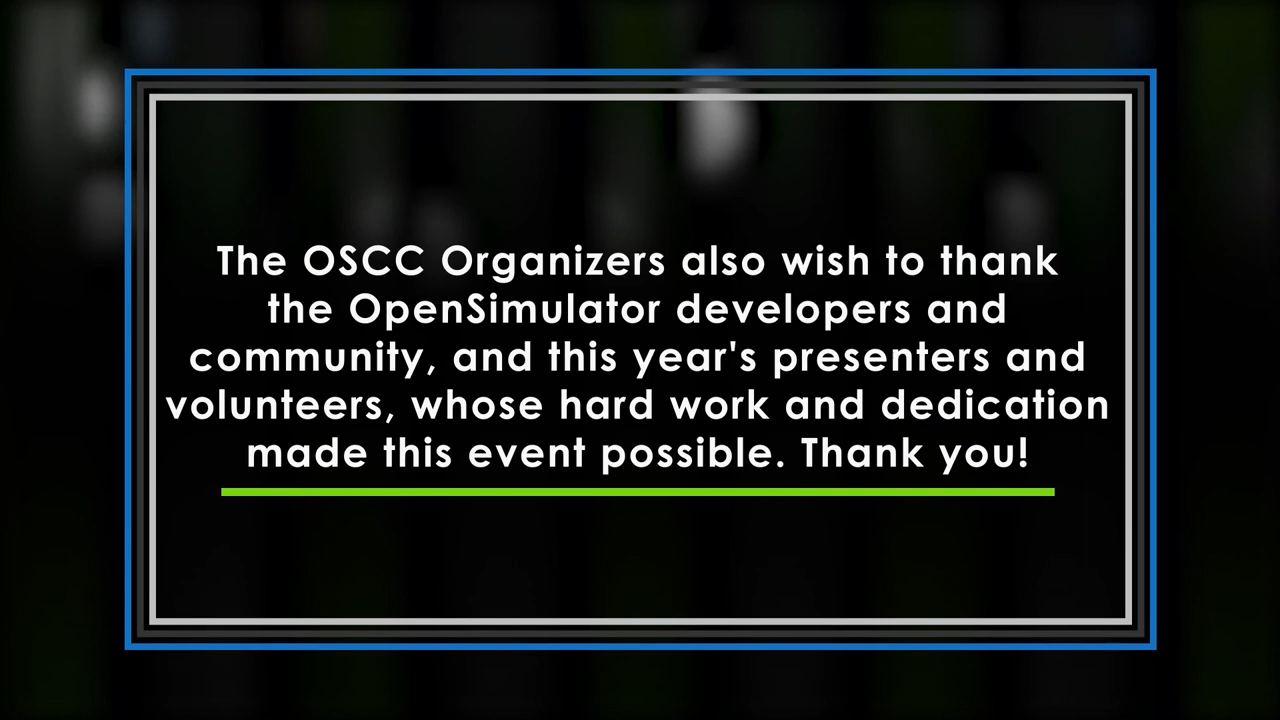 The OSCC Organizers also wish to thank
the OpenSimulator developers and
community, and this year's presenters and
volunteers, whose hard work and dedication
made this event possible. Thank you!